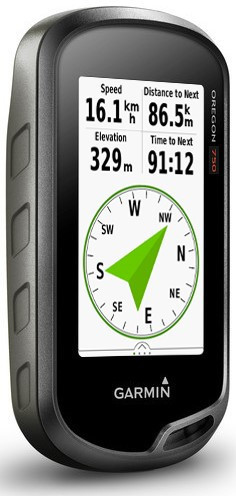 Speed
Distance to Next
16.1 km h
86.5 km
Elevation
Time to Next
329 m
91:12
W
NW
N
NE
E
SE
S
SW
OREGON 750
GARMIN